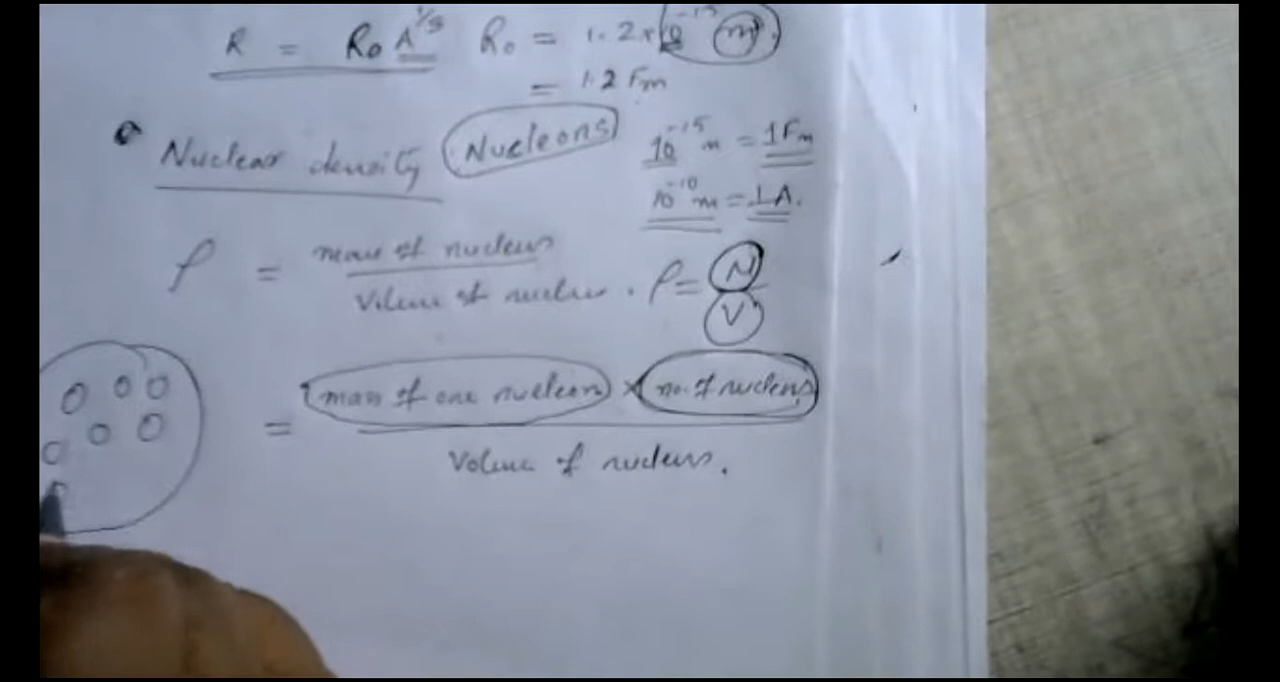 R = R₀ A^1/3 R₀ = 1.2 x 10^-15 m.
= 1.2 Fm
Nuclear density Nucleons 10^-15 m = 1 Fm
10^-10 m = 1 A.
ρ = mass of nucleus / Volume of nucleus . ρ = N / V
= mass of one nucleon x no. of nucleons
Volume of nucleus.